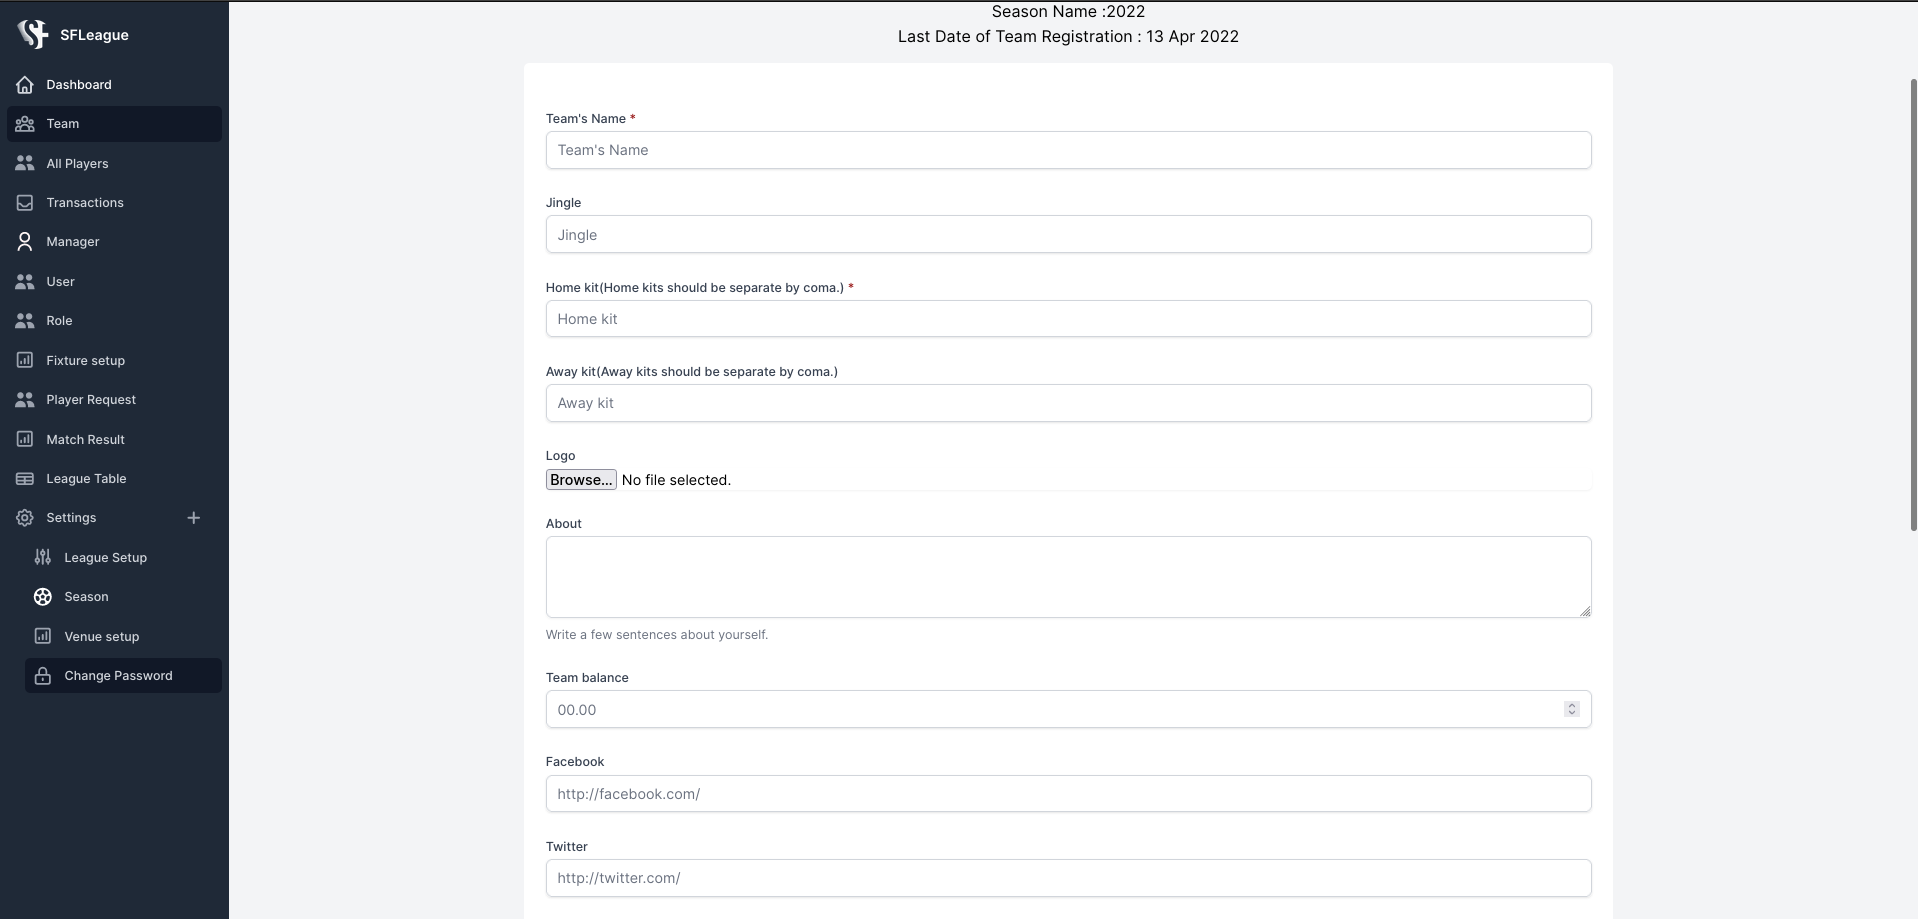 SFLeague
Dashboard
Team
All Players
Transactions
Manager
User
Role
Fixture setup
Player Request
Match Result
League Table
Settings
League Setup
Season
Venue setup
Change Password
Season Name :2022
Last Date of Team Registration : 13 Apr 2022
Team's Name *
Team's Name
Jingle
Jingle
Home kit(Home kits should be separate by coma.) *
Home kit
Away kit(Away kits should be separate by coma.)
Away kit
Logo
Browse... No file selected.
About
Write a few sentences about yourself.
Team balance
00.00
Facebook
http://facebook.com/
Twitter
http://twitter.com/